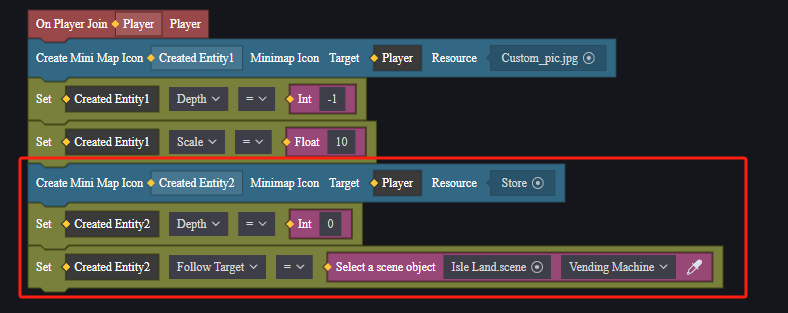 On Player Join Player Player
Create Mini Map Icon Created Entity1 Minimap Icon Target Player Resource Custom_pic.jpg
Set Created Entity1 Depth = Int -1
Set Created Entity1 Scale = Float 10
Create Mini Map Icon Created Entity2 Minimap Icon Target Player Resource Store
Set Created Entity2 Depth = Int 0
Set Created Entity2 Follow Target = Select a scene object Isle Land.scene Vending Machine